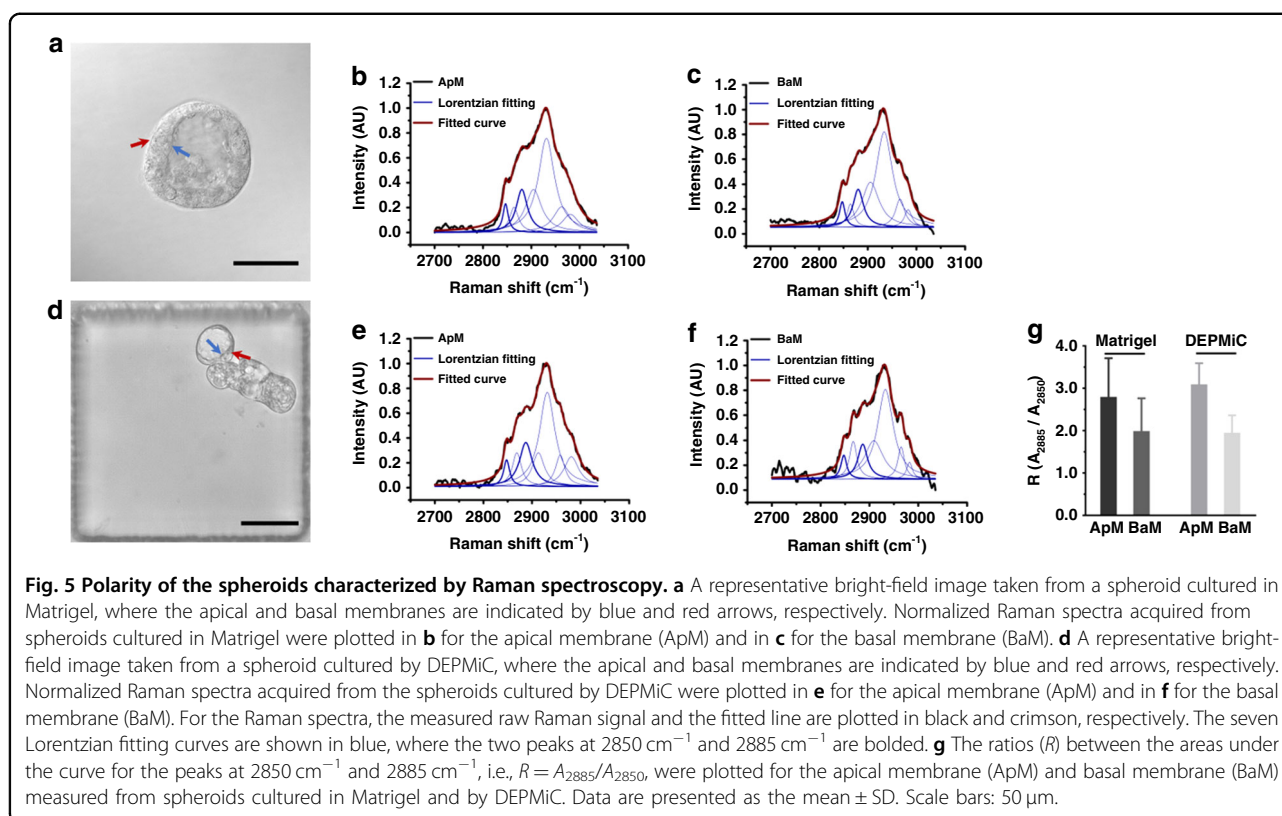 a
b
1.2
1.0
0.8
0.6
0.4
0.2
0.0
Intensity (AU)
ApM
Lorentzian fitting
Fitted curve
2700 2800 2900 3000 3100
Raman shift (cm⁻¹)
c
1.2
1.0
0.8
0.6
0.4
0.2
0.0
Intensity (AU)
BaM
Lorentzian fitting
Fitted curve
2700 2800 2900 3000 3100
Raman shift (cm⁻¹)
d
e
1.2
1.0
0.8
0.6
0.4
0.2
0.0
Intensity (AU)
ApM
Lorentzian fitting
Fitted curve
2700 2800 2900 3000 3100
Raman shift (cm⁻¹)
f
1.2
1.0
0.8
0.6
0.4
0.2
0.0
Intensity (AU)
BaM
Lorentzian fitting
Fitted curve
2700 2800 2900 3000 3100
Raman shift (cm⁻¹)
g
Matrigel DEPMiC
4.0
3.0
2.0
1.0
0.0
R (A₂₈₈₅ / A₂₈₅₀)
ApM BaM ApM BaM
Fig. 5 Polarity of the spheroids characterized by Raman spectroscopy. a A representative bright-field image taken from a spheroid cultured in
Matrigel, where the apical and basal membranes are indicated by blue and red arrows, respectively. Normalized Raman spectra acquired from
spheroids cultured in Matrigel were plotted in b for the apical membrane (ApM) and in c for the basal membrane (BaM). d A representative bright-
field image taken from a spheroid cultured by DEPMiC, where the apical and basal membranes are indicated by blue and red arrows, respectively.
Normalized Raman spectra acquired from the spheroids cultured by DEPMiC were plotted in e for the apical membrane (ApM) and in f for the basal
membrane (BaM). For the Raman spectra, the measured raw Raman signal and the fitted line are plotted in black and crimson, respectively. The seven
Lorentzian fitting curves are shown in blue, where the two peaks at 2850 cm⁻¹ and 2885 cm⁻¹ are bolded. g The ratios (R) between the areas under
the curve for the peaks at 2850 cm⁻¹ and 2885 cm⁻¹, i.e., R = A₂₈₈₅/A₂₈₅₀, were plotted for the apical membrane (ApM) and basal membrane (BaM)
measured from spheroids cultured in Matrigel and by DEPMiC. Data are presented as the mean ± SD. Scale bars: 50 μm.